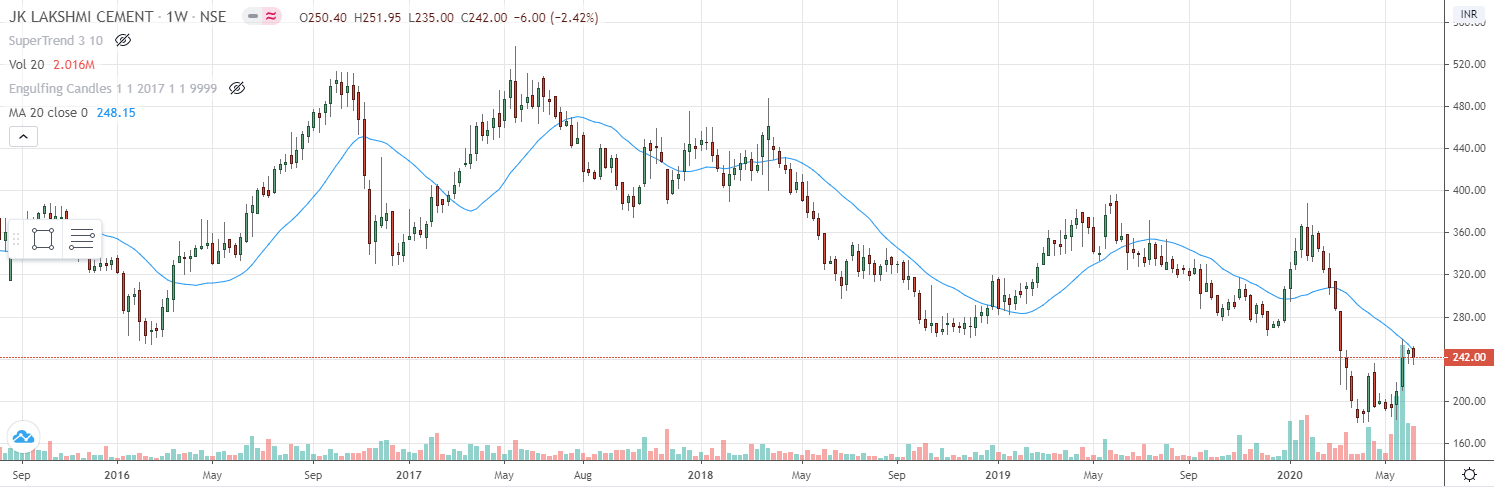 JK LAKSHMI CEMENT · 1W · NSE O250.40 H251.95 L235.00 C242.00 −6.00 (−2.42%)
INR
SuperTrend 3 10
Vol 20 2.016M
Engulfing Candles 1 1 2017 1 1 9999
MA 20 close 0 248.15
560.00
520.00
480.00
440.00
400.00
360.00
320.00
280.00
242.00
200.00
160.00
Sep 2016 May Sep 2017 May Aug 2018 May Sep 2019 May Sep 2020 May